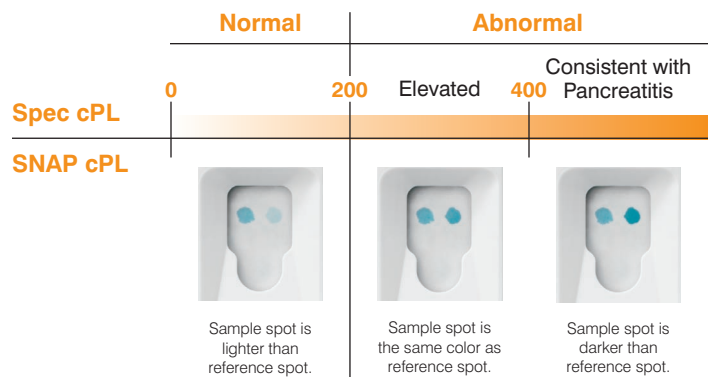 Normal
Abnormal
0
200
Elevated
400
Consistent with
Pancreatitis
Spec cPL
SNAP cPL
Sample spot is
lighter than
reference spot.
Sample spot is
the same color as
reference spot.
Sample spot is
darker than
reference spot.